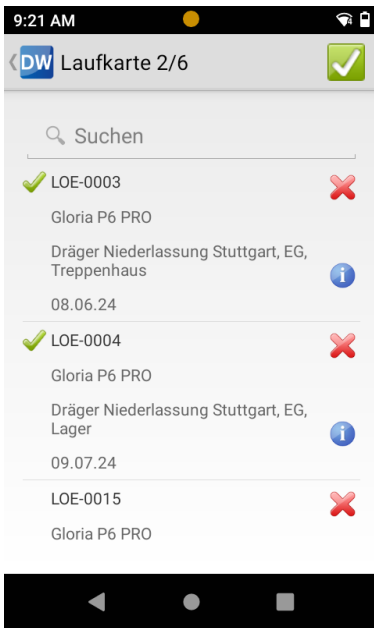 9:21 AM
DW Laufkarte 2/6
Suchen
LOE-0003
Gloria P6 PRO
Dräger Niederlassung Stuttgart, EG,
Treppenhaus
08.06.24
LOE-0004
Gloria P6 PRO
Dräger Niederlassung Stuttgart, EG,
Lager
09.07.24
LOE-0015
Gloria P6 PRO